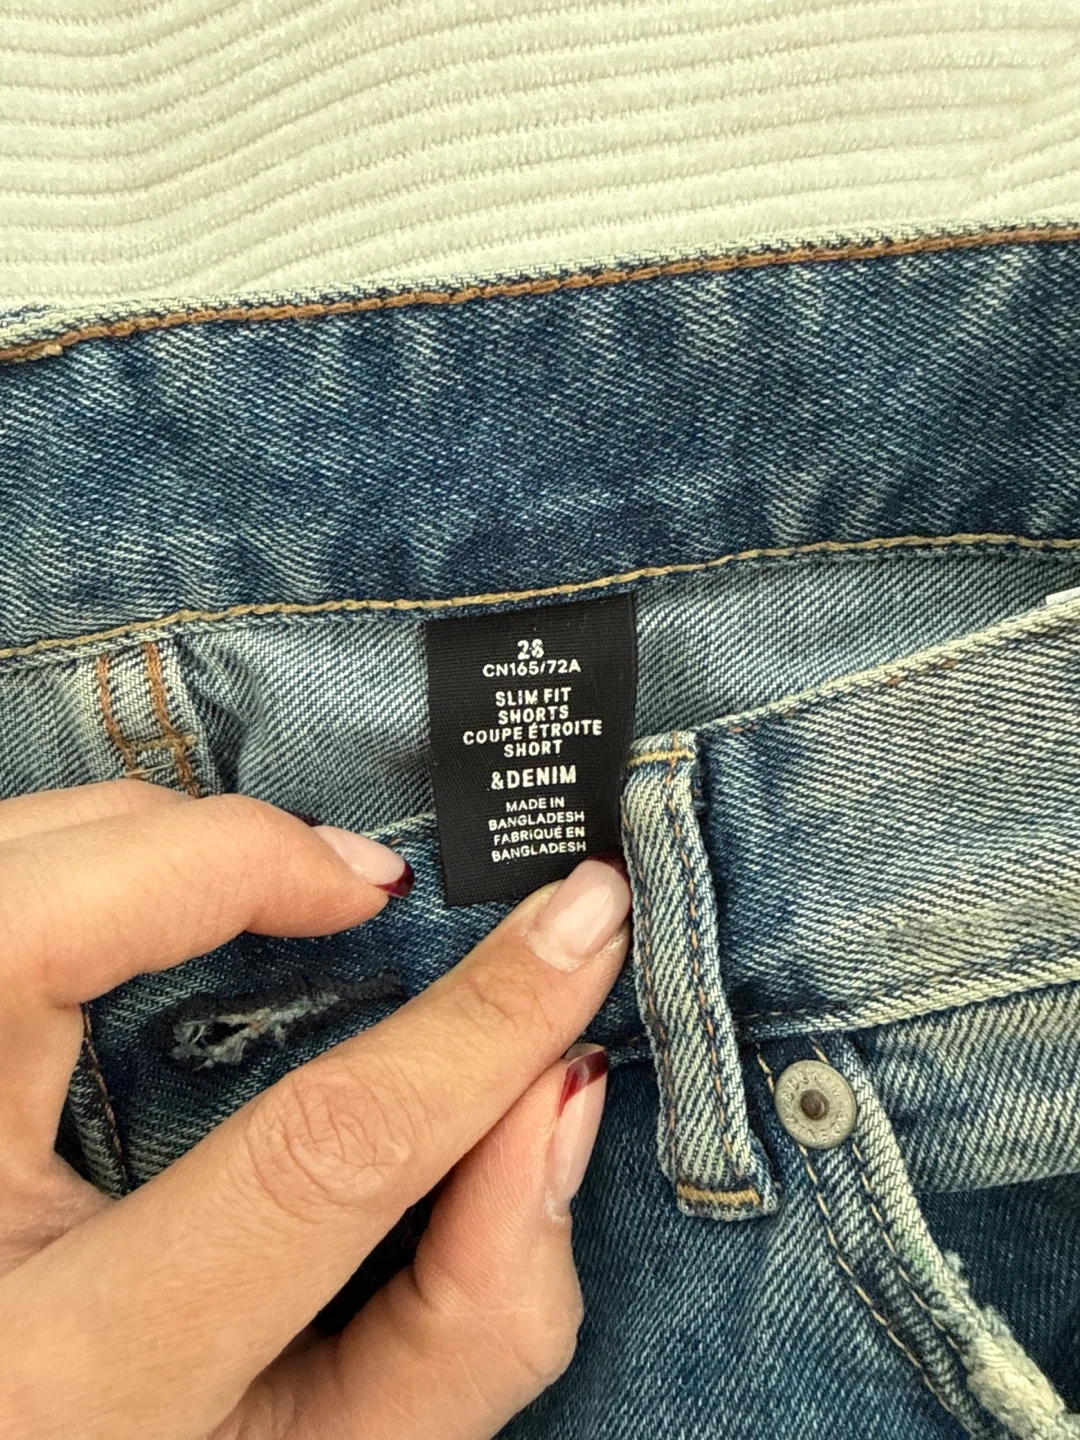 28
CN165/72A
SLIM FIT
SHORTS
COUPE ÉTROITE
SHORT
&DENIM
MADE IN
BANGLADESH
FABRIQUÉ EN
BANGLADESH